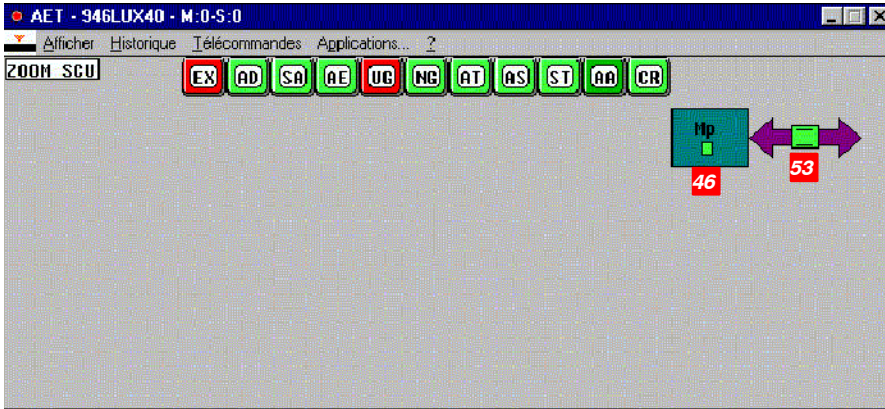 AET - 946LUX40 - M:0-S:0
Afficher Historique Télécommandes Applications... ?
ZOOM SCU EX AD SA AE UG NG AT AS ST AA CR
Mp
46 53